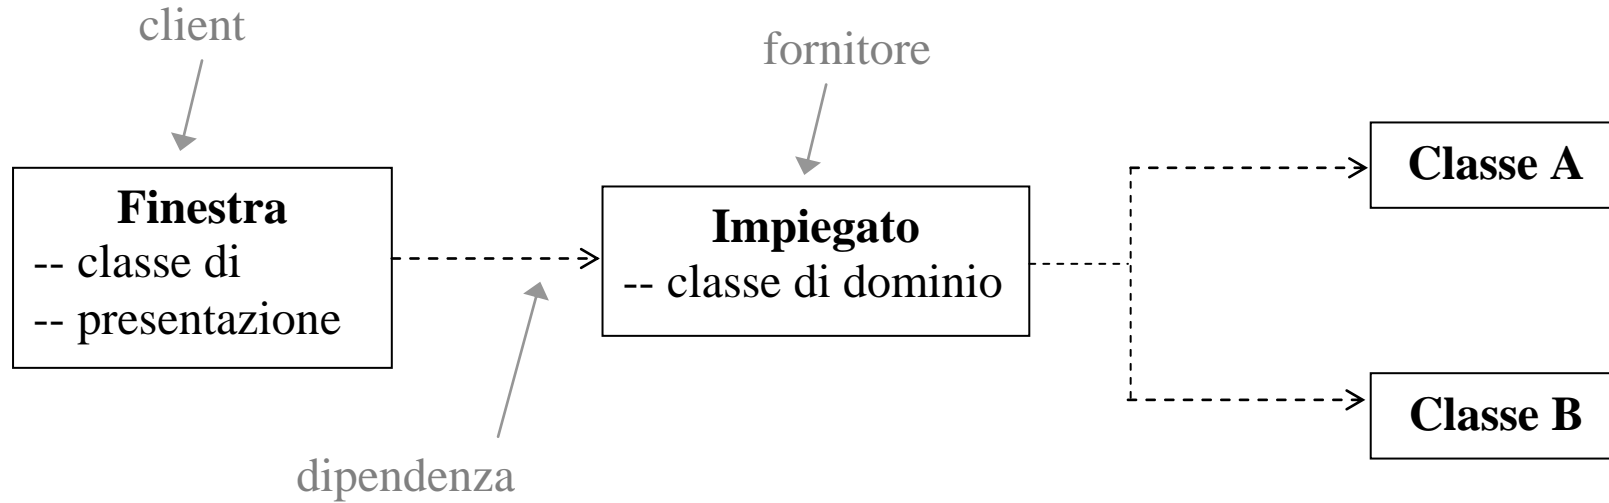 client
fornitore
Finestra
-- classe di
-- presentazione
Impiegato
-- classe di dominio
Classe A
Classe B
dipendenza